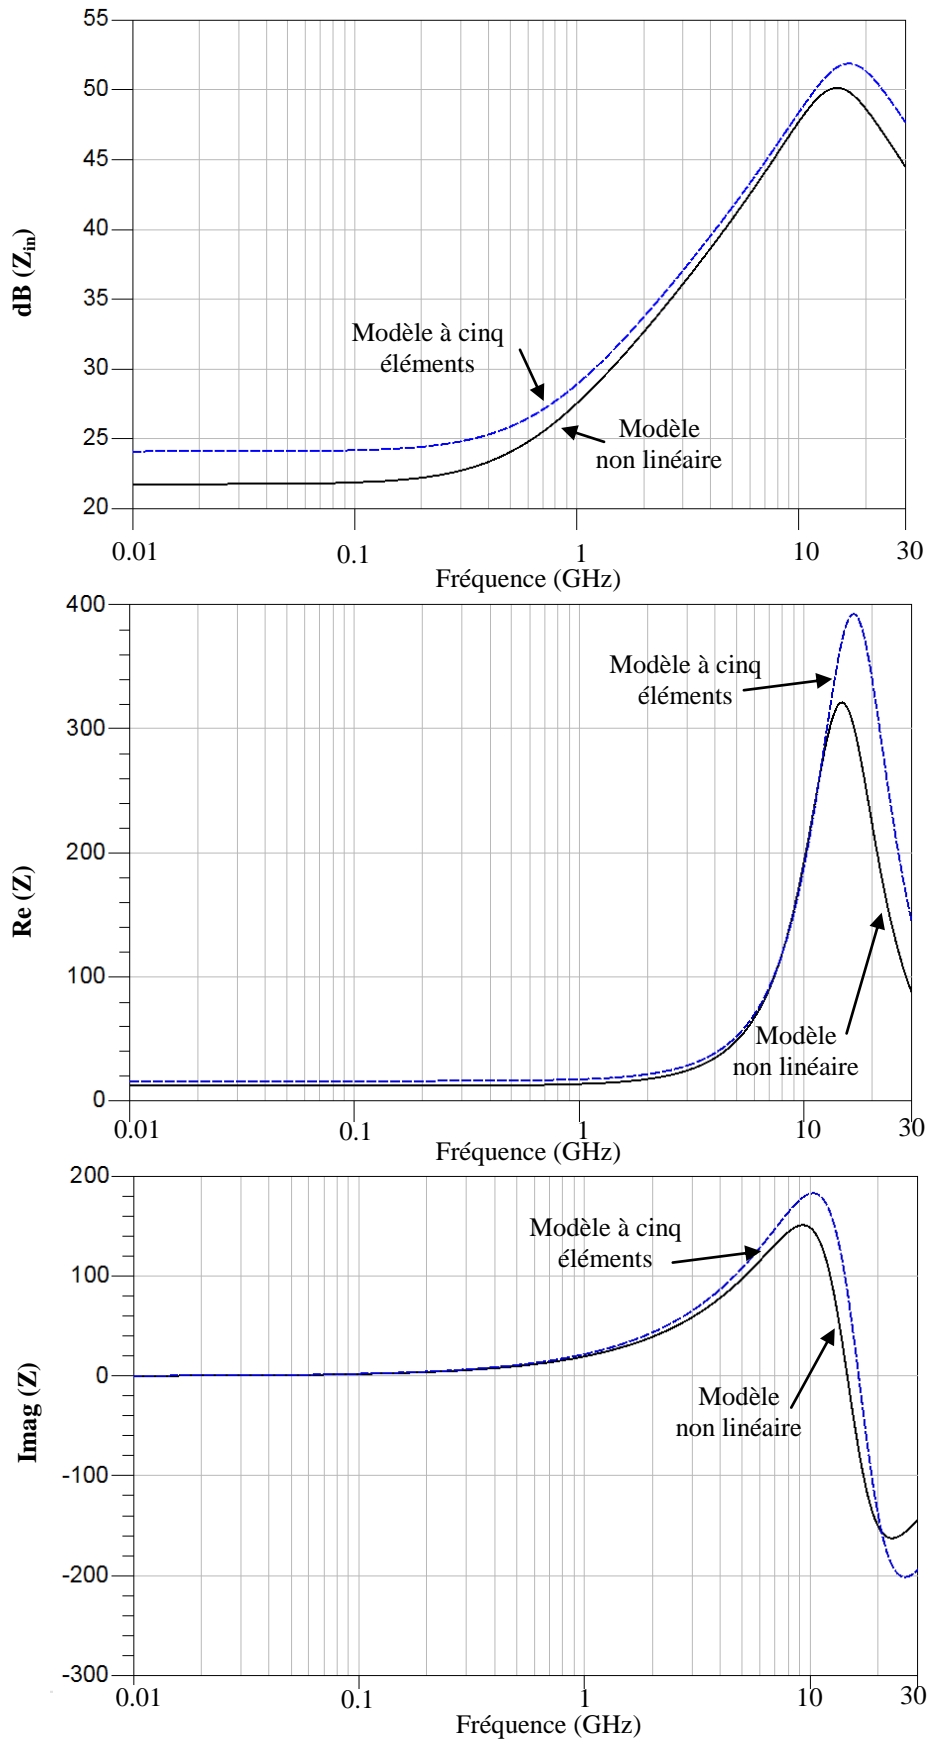 55
50
45
40
35
30
25
20
dB (Zin)
Modèle à cinq
éléments
Modèle
non linéaire
0.01
0.1
1
10
30
Fréquence (GHz)
400
300
200
100
0
Re (Z)
Modèle à cinq
éléments
Modèle
non linéaire
0.01
0.1
1
10
30
Fréquence (GHz)
200
100
0
-100
-200
-300
Imag (Z)
Modèle à cinq
éléments
Modèle
non linéaire
0.01
0.1
1
10
30
Fréquence (GHz)